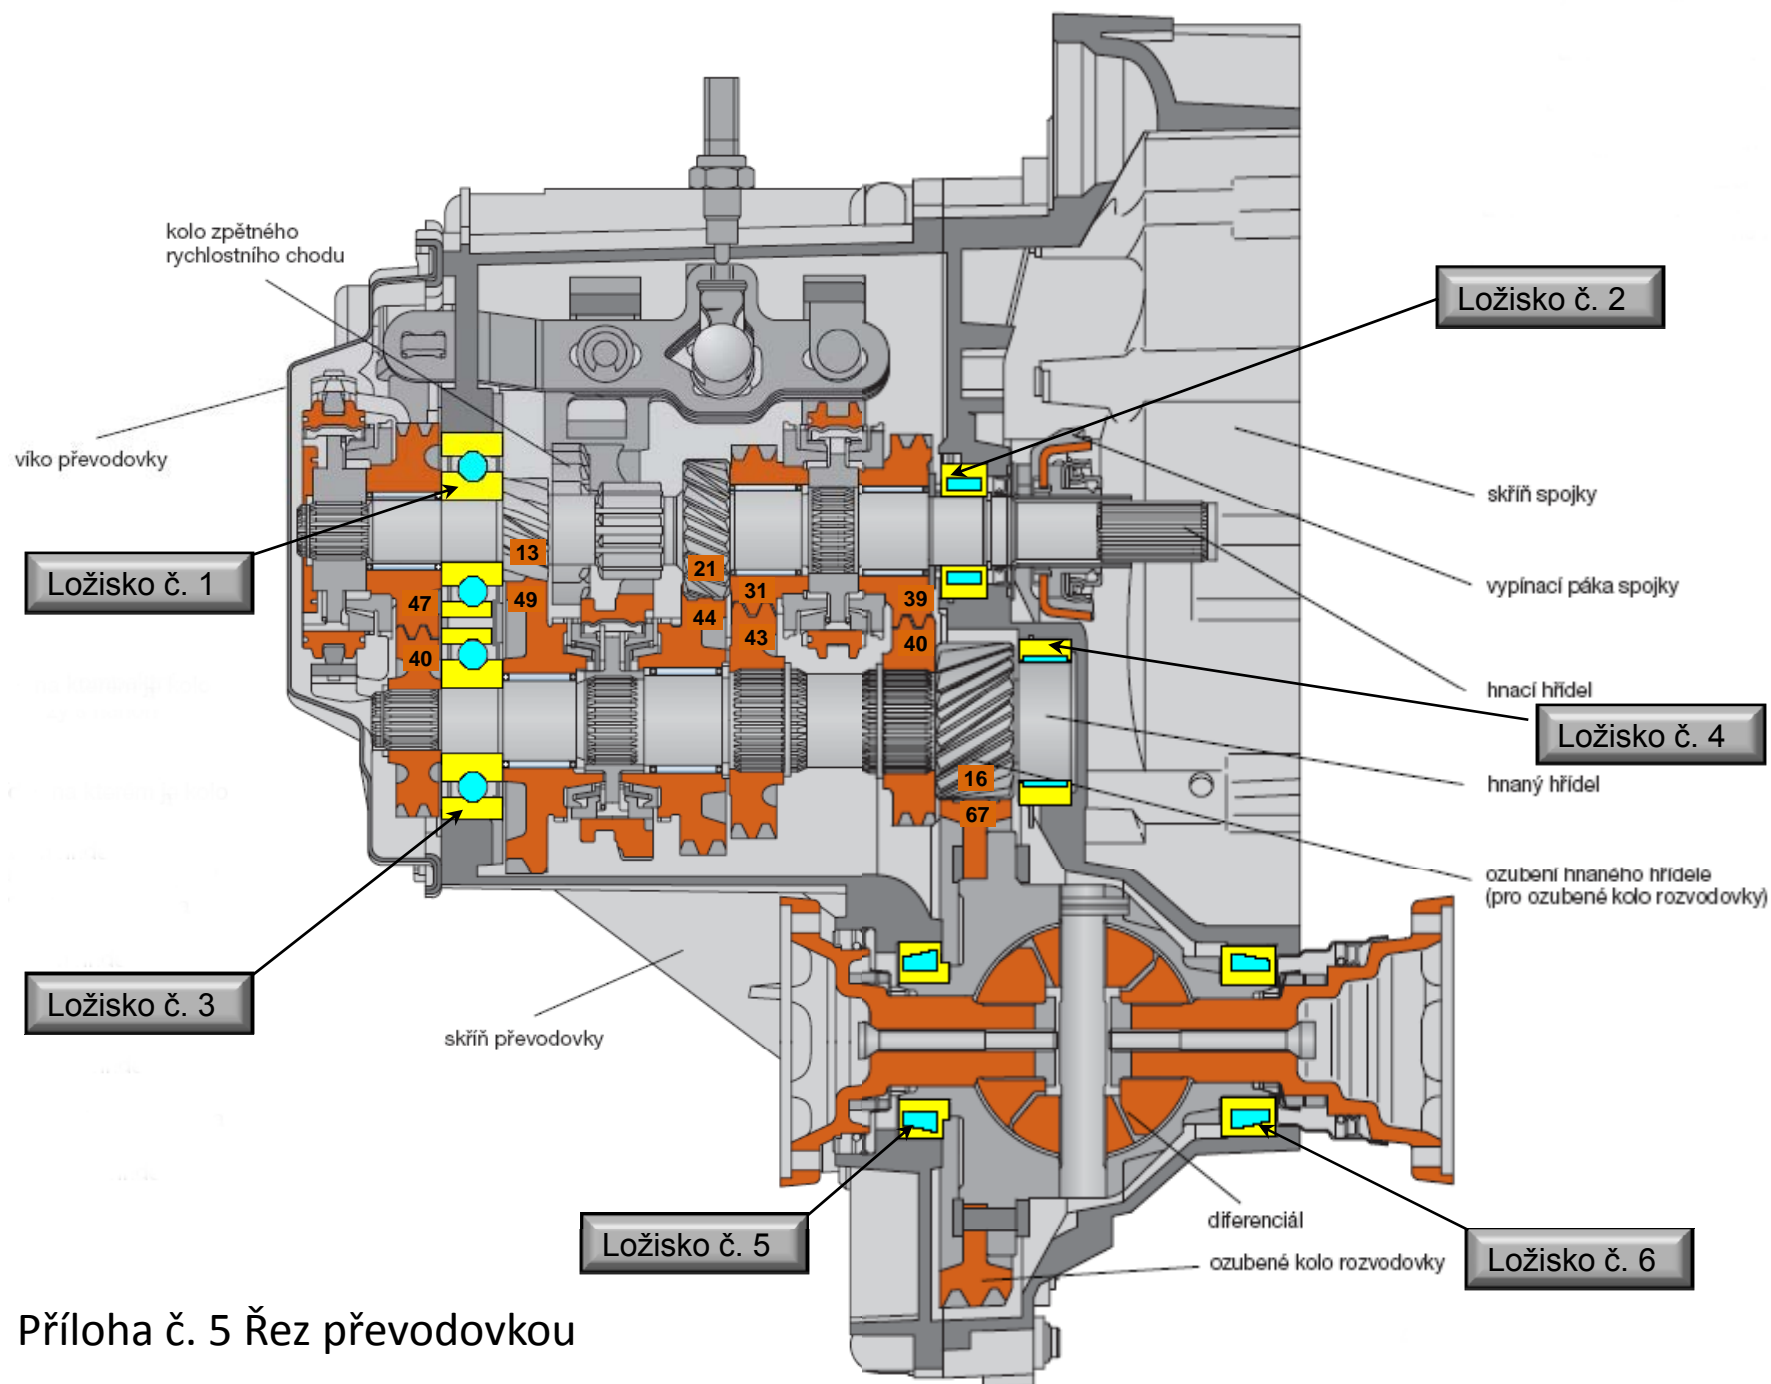 kolo zpětného
rychlostního chodu
Ložisko č. 2
víko převodovky
skříň spojky
Ložisko č. 1
13
21
31
39
47
49
44
43
40
40
vypínací páka spojky
hnací hřídel
Ložisko č. 4
16
67
hnaný hřídel
ozubení hnaného hřídele
(pro ozubené kolo rozvodovky)
Ložisko č. 3
skříň převodovky
Ložisko č. 5
diferenciál
ozubené kolo rozvodovky
Ložisko č. 6
Příloha č. 5 Řez převodovkou